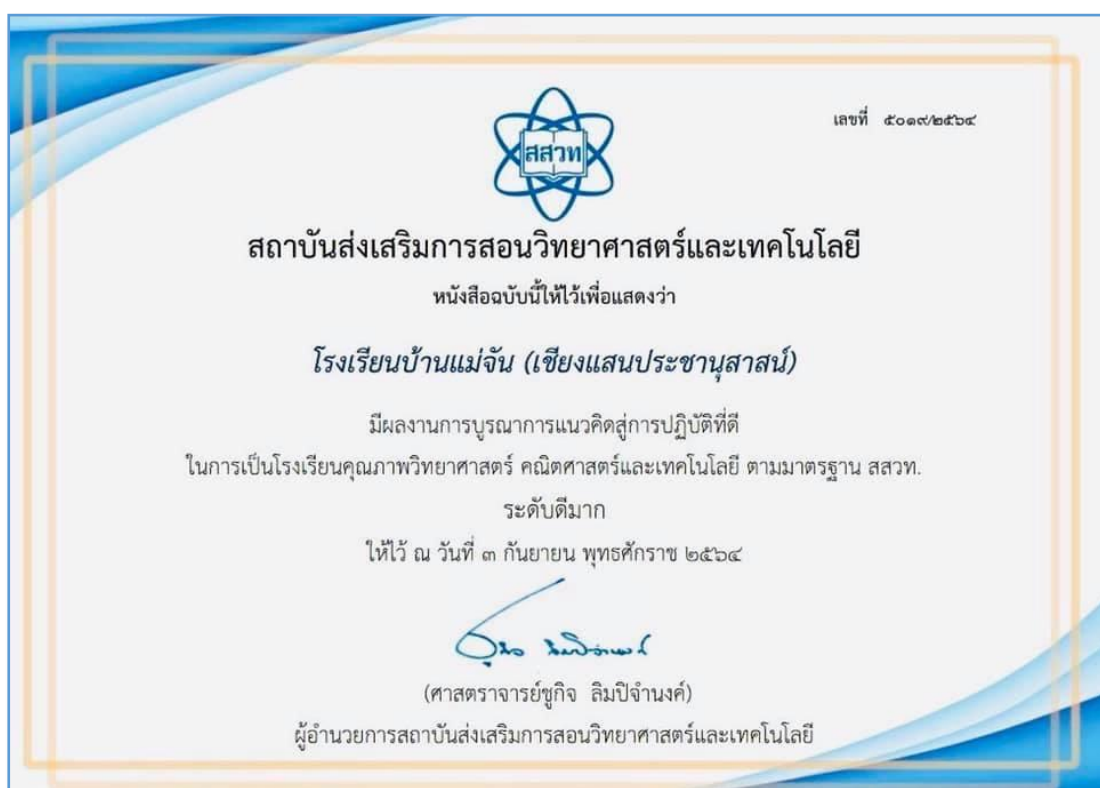 เลขที่ ๕๐๑๙/๒๕๖๔
สสวท
สถาบันส่งเสริมการสอนวิทยาศาสตร์และเทคโนโลยี
หนังสือฉบับนี้ให้ไว้เพื่อแสดงว่า
โรงเรียนบ้านแม่จัน (เชียงแสนประชานุสาสน์)
มีผลงานการบูรณาการแนวคิดสู่การปฏิบัติที่ดี
ในการเป็นโรงเรียนคุณภาพวิทยาศาสตร์ คณิตศาสตร์และเทคโนโลยี ตามมาตรฐาน สสวท.
ระดับดีมาก
ให้ไว้ ณ วันที่ ๓ กันยายน พุทธศักราช ๒๕๖๔
(ศาสตราจารย์ชูกิจ ลิมปิจำนงค์)
ผู้อำนวยการสถาบันส่งเสริมการสอนวิทยาศาสตร์และเทคโนโลยี